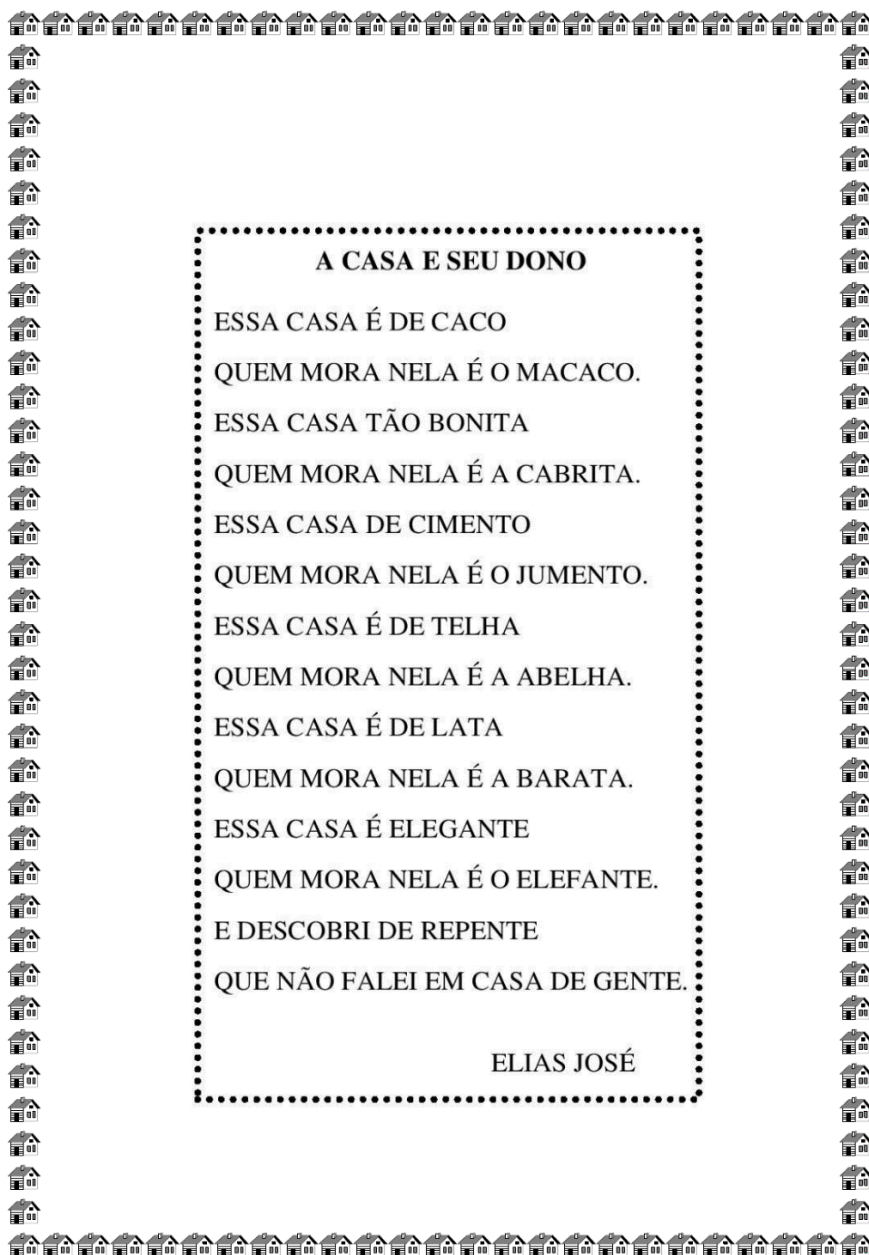 A CASA E SEU DONO
ESSA CASA É DE CACO
QUEM MORA NELA É O MACACO.
ESSA CASA TÃO BONITA
QUEM MORA NELA É A CABRITA.
ESSA CASA DE CIMENTO
QUEM MORA NELA É O JUMENTO.
ESSA CASA É DE TELHA
QUEM MORA NELA É A ABELHA.
ESSA CASA É DE LATA
QUEM MORA NELA É A BARATA.
ESSA CASA É ELEGANTE
QUEM MORA NELA É O ELEFANTE.
E DESCOBRI DE REPENTE
QUE NÃO FALEI EM CASA DE GENTE.
ELIAS JOSÉ